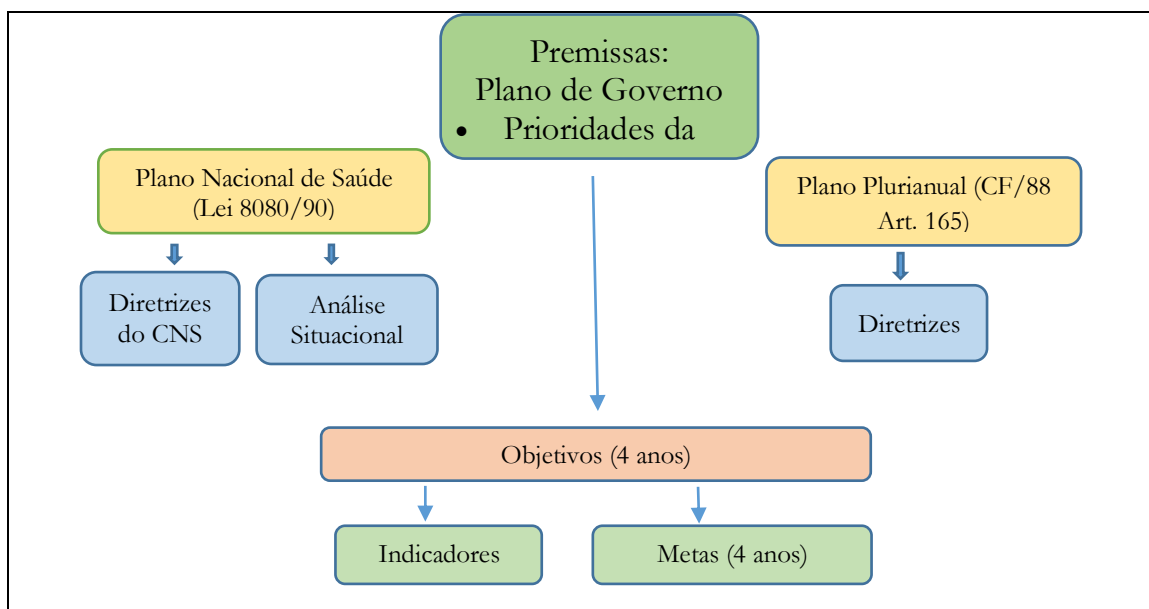 Premissas:
Plano de Governo
• Prioridades da
Plano Nacional de Saúde
(Lei 8080/90)
Plano Plurianual (CF/88
Art. 165)
Diretrizes
do CNS
Análise
Situacional
Diretrizes
Objetivos (4 anos)
Indicadores
Metas (4 anos)